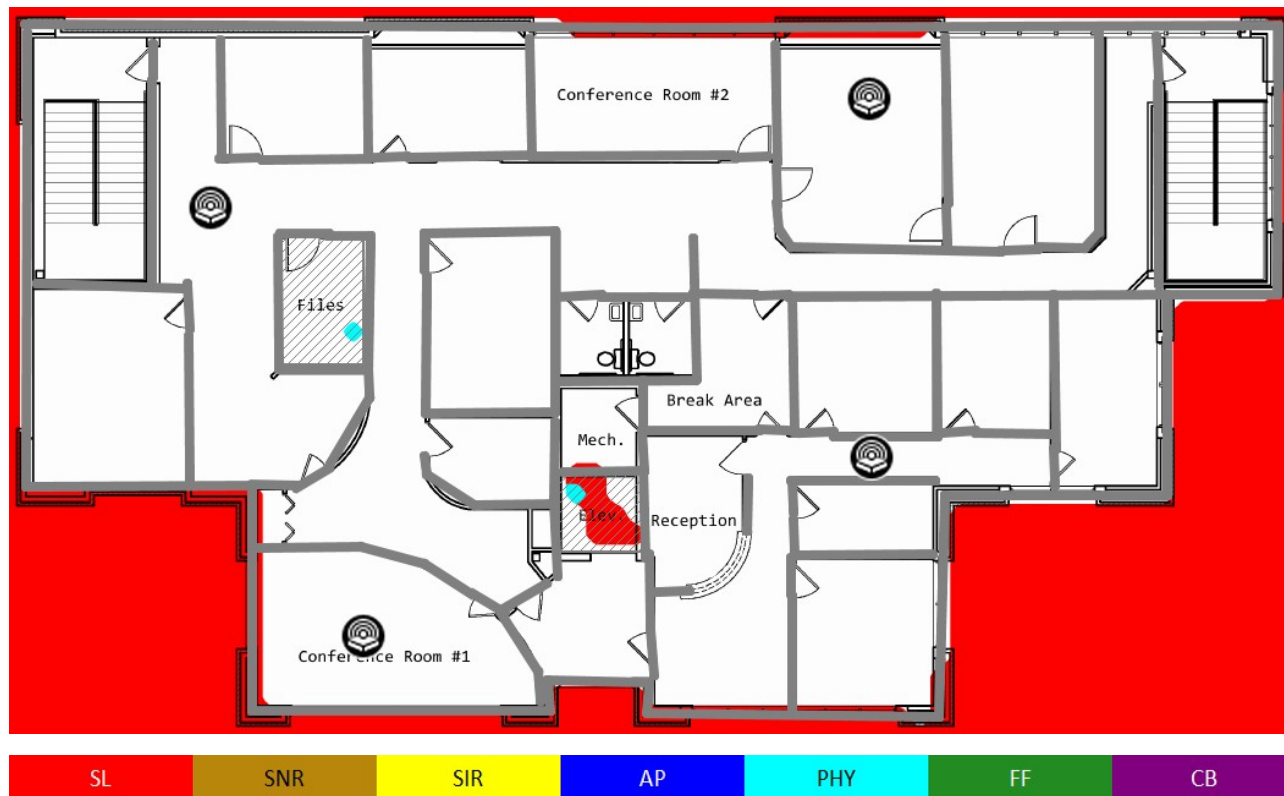 Conference Room #2
Files
Break Area
Mech.
Elev.
Reception
Conference Room #1
SL SNR SIR AP PHY FF CB